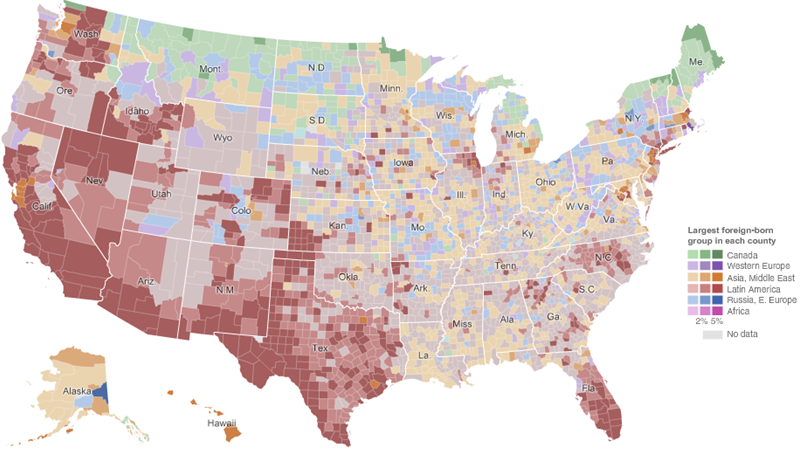 Wash
Mont
N.D
Minn.
Me.
Ore
Idaho
S.D.
Wis.
Mich.
N.Y.
Wyo
Iowa
Neb
Pa.
Nev
Utah
Colo
Ill.
Ind.
Ohio
Calif.
Kan.
Mo.
W.Va.
Va.
Ky.
Ariz
N.M.
Okla
Ark.
Tenn
N.C
S.C.
Miss
Ala
Ga.
Tex
La.
Fla.
Alaska
Hawaii
Largest foreign-born
group in each county
Canada
Western Europe
Asia, Middle East
Latin America
Russia, E. Europe
Africa
2% 5%
No data